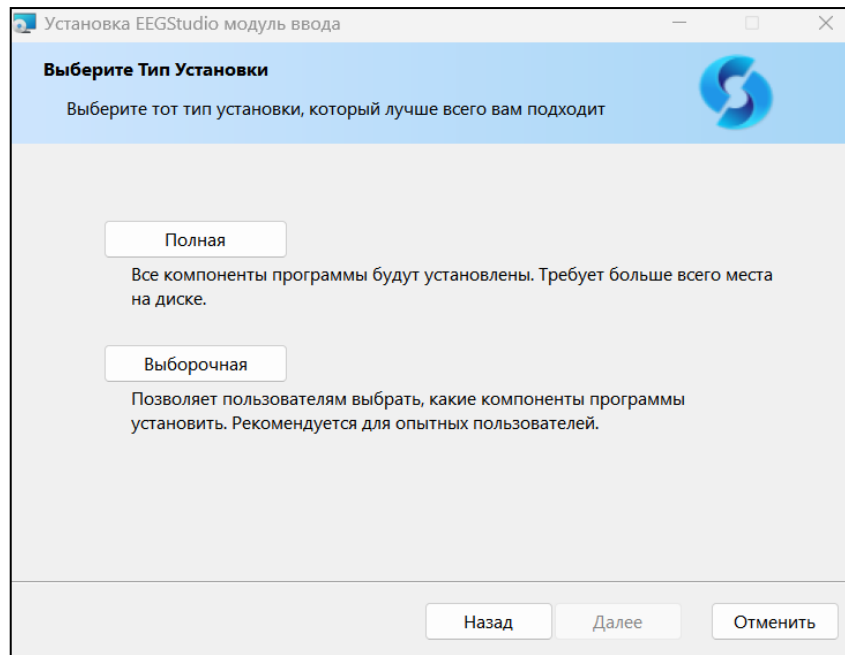 Установка EEGStudio модуль ввода
Выберите Тип Установки
Выберите тот тип установки, который лучше всего вам подходит
Полная
Все компоненты программы будут установлены. Требует больше всего места
на диске.
Выборочная
Позволяет пользователям выбрать, какие компоненты программы
установить. Рекомендуется для опытных пользователей.
Назад
Далее
Отменить